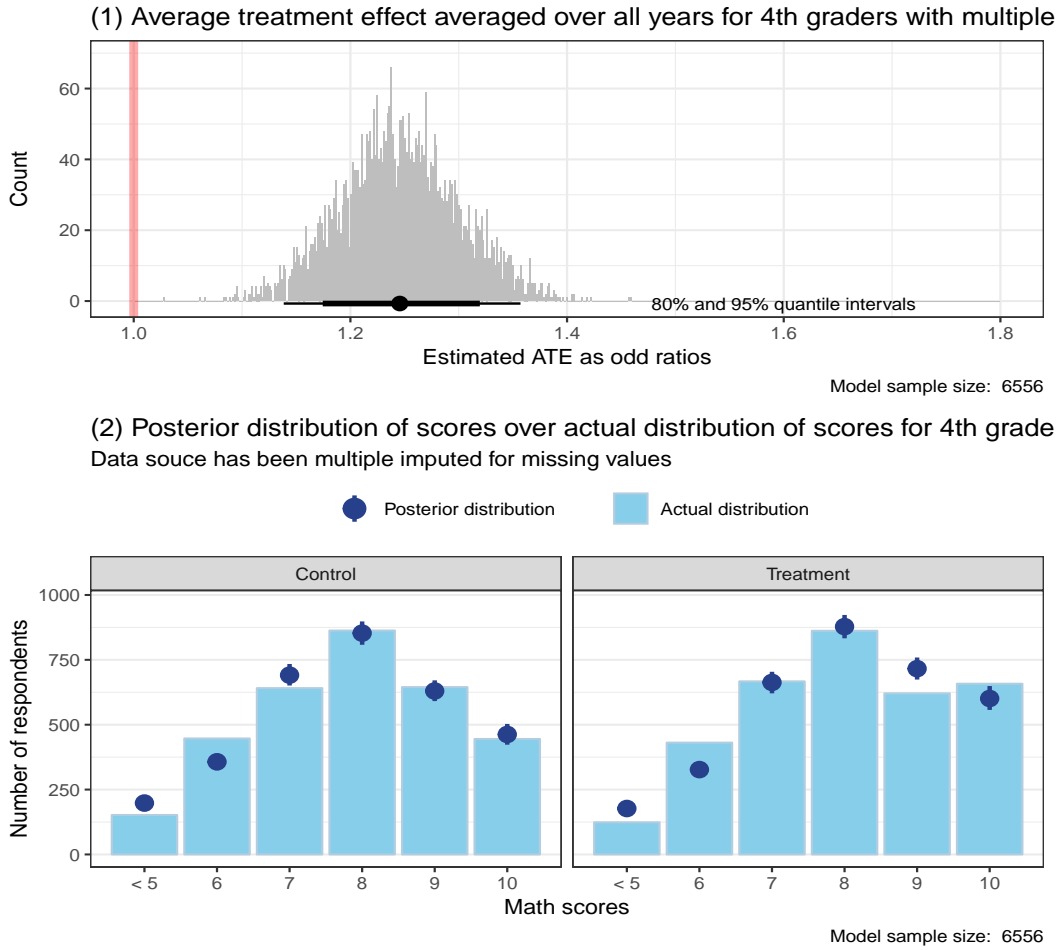 (1) Average treatment effect averaged over all years for 4th graders with multiple
60
40
20
0
Count
80% and 95% quantile intervals
1.0 1.2 1.4 1.6 1.8
Estimated ATE as odd ratios
Model sample size: 6556
(2) Posterior distribution of scores over actual distribution of scores for 4th grade
Data souce has been multiple imputed for missing values
Posterior distribution Actual distribution
Control Treatment
1000
750
500
250
0
Number of respondents
< 5 6 7 8 9 10 < 5 6 7 8 9 10
Math scores
Model sample size: 6556